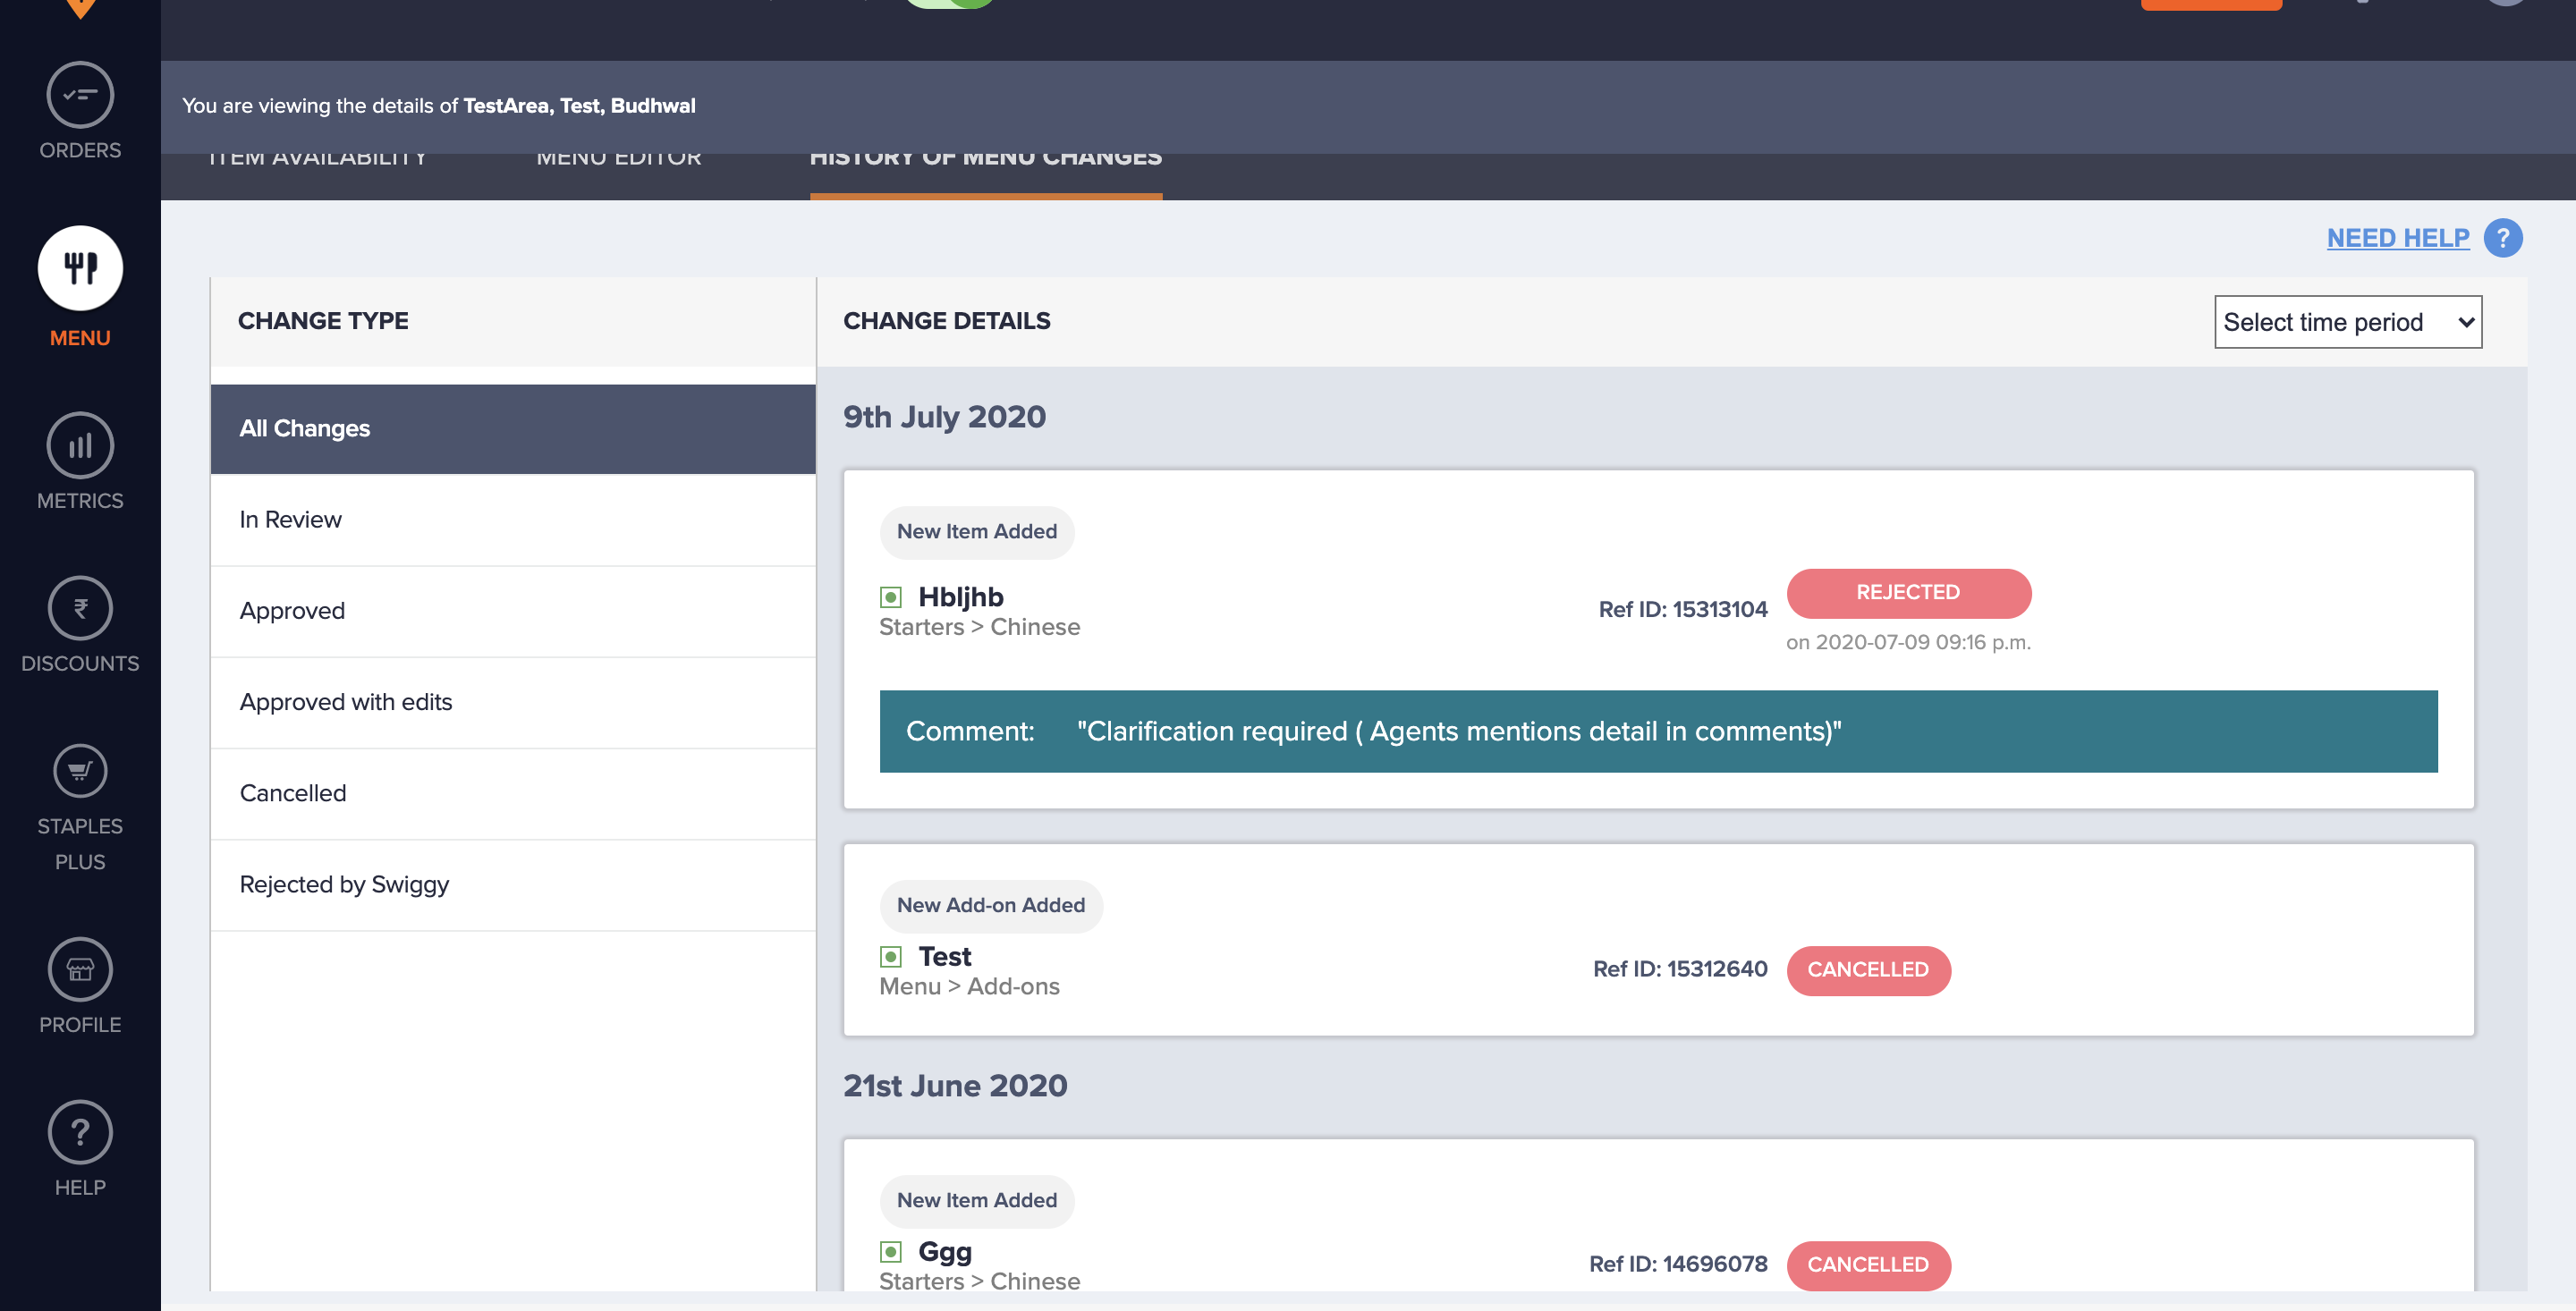 ORDERS
MENU
METRICS
DISCOUNTS
STAPLES
PLUS
PROFILE
HELP
You are viewing the details of TestArea, Test, Budhwal
ITEM AVAILABILITY MENU EDITOR HISTORY OF MENU CHANGES
NEED HELP ?
CHANGE TYPE
All Changes
In Review
Approved
Approved with edits
Cancelled
Rejected by Swiggy
CHANGE DETAILS
Select time period
9th July 2020
New Item Added
Hbljhb
Starters > Chinese
Ref ID: 15313104
REJECTED
on 2020-07-09 09:16 p.m.
Comment: "Clarification required ( Agents mentions detail in comments)"
New Add-on Added
Test
Menu > Add-ons
Ref ID: 15312640
CANCELLED
21st June 2020
New Item Added
Ggg
Starters > Chinese
Ref ID: 14696078
CANCELLED